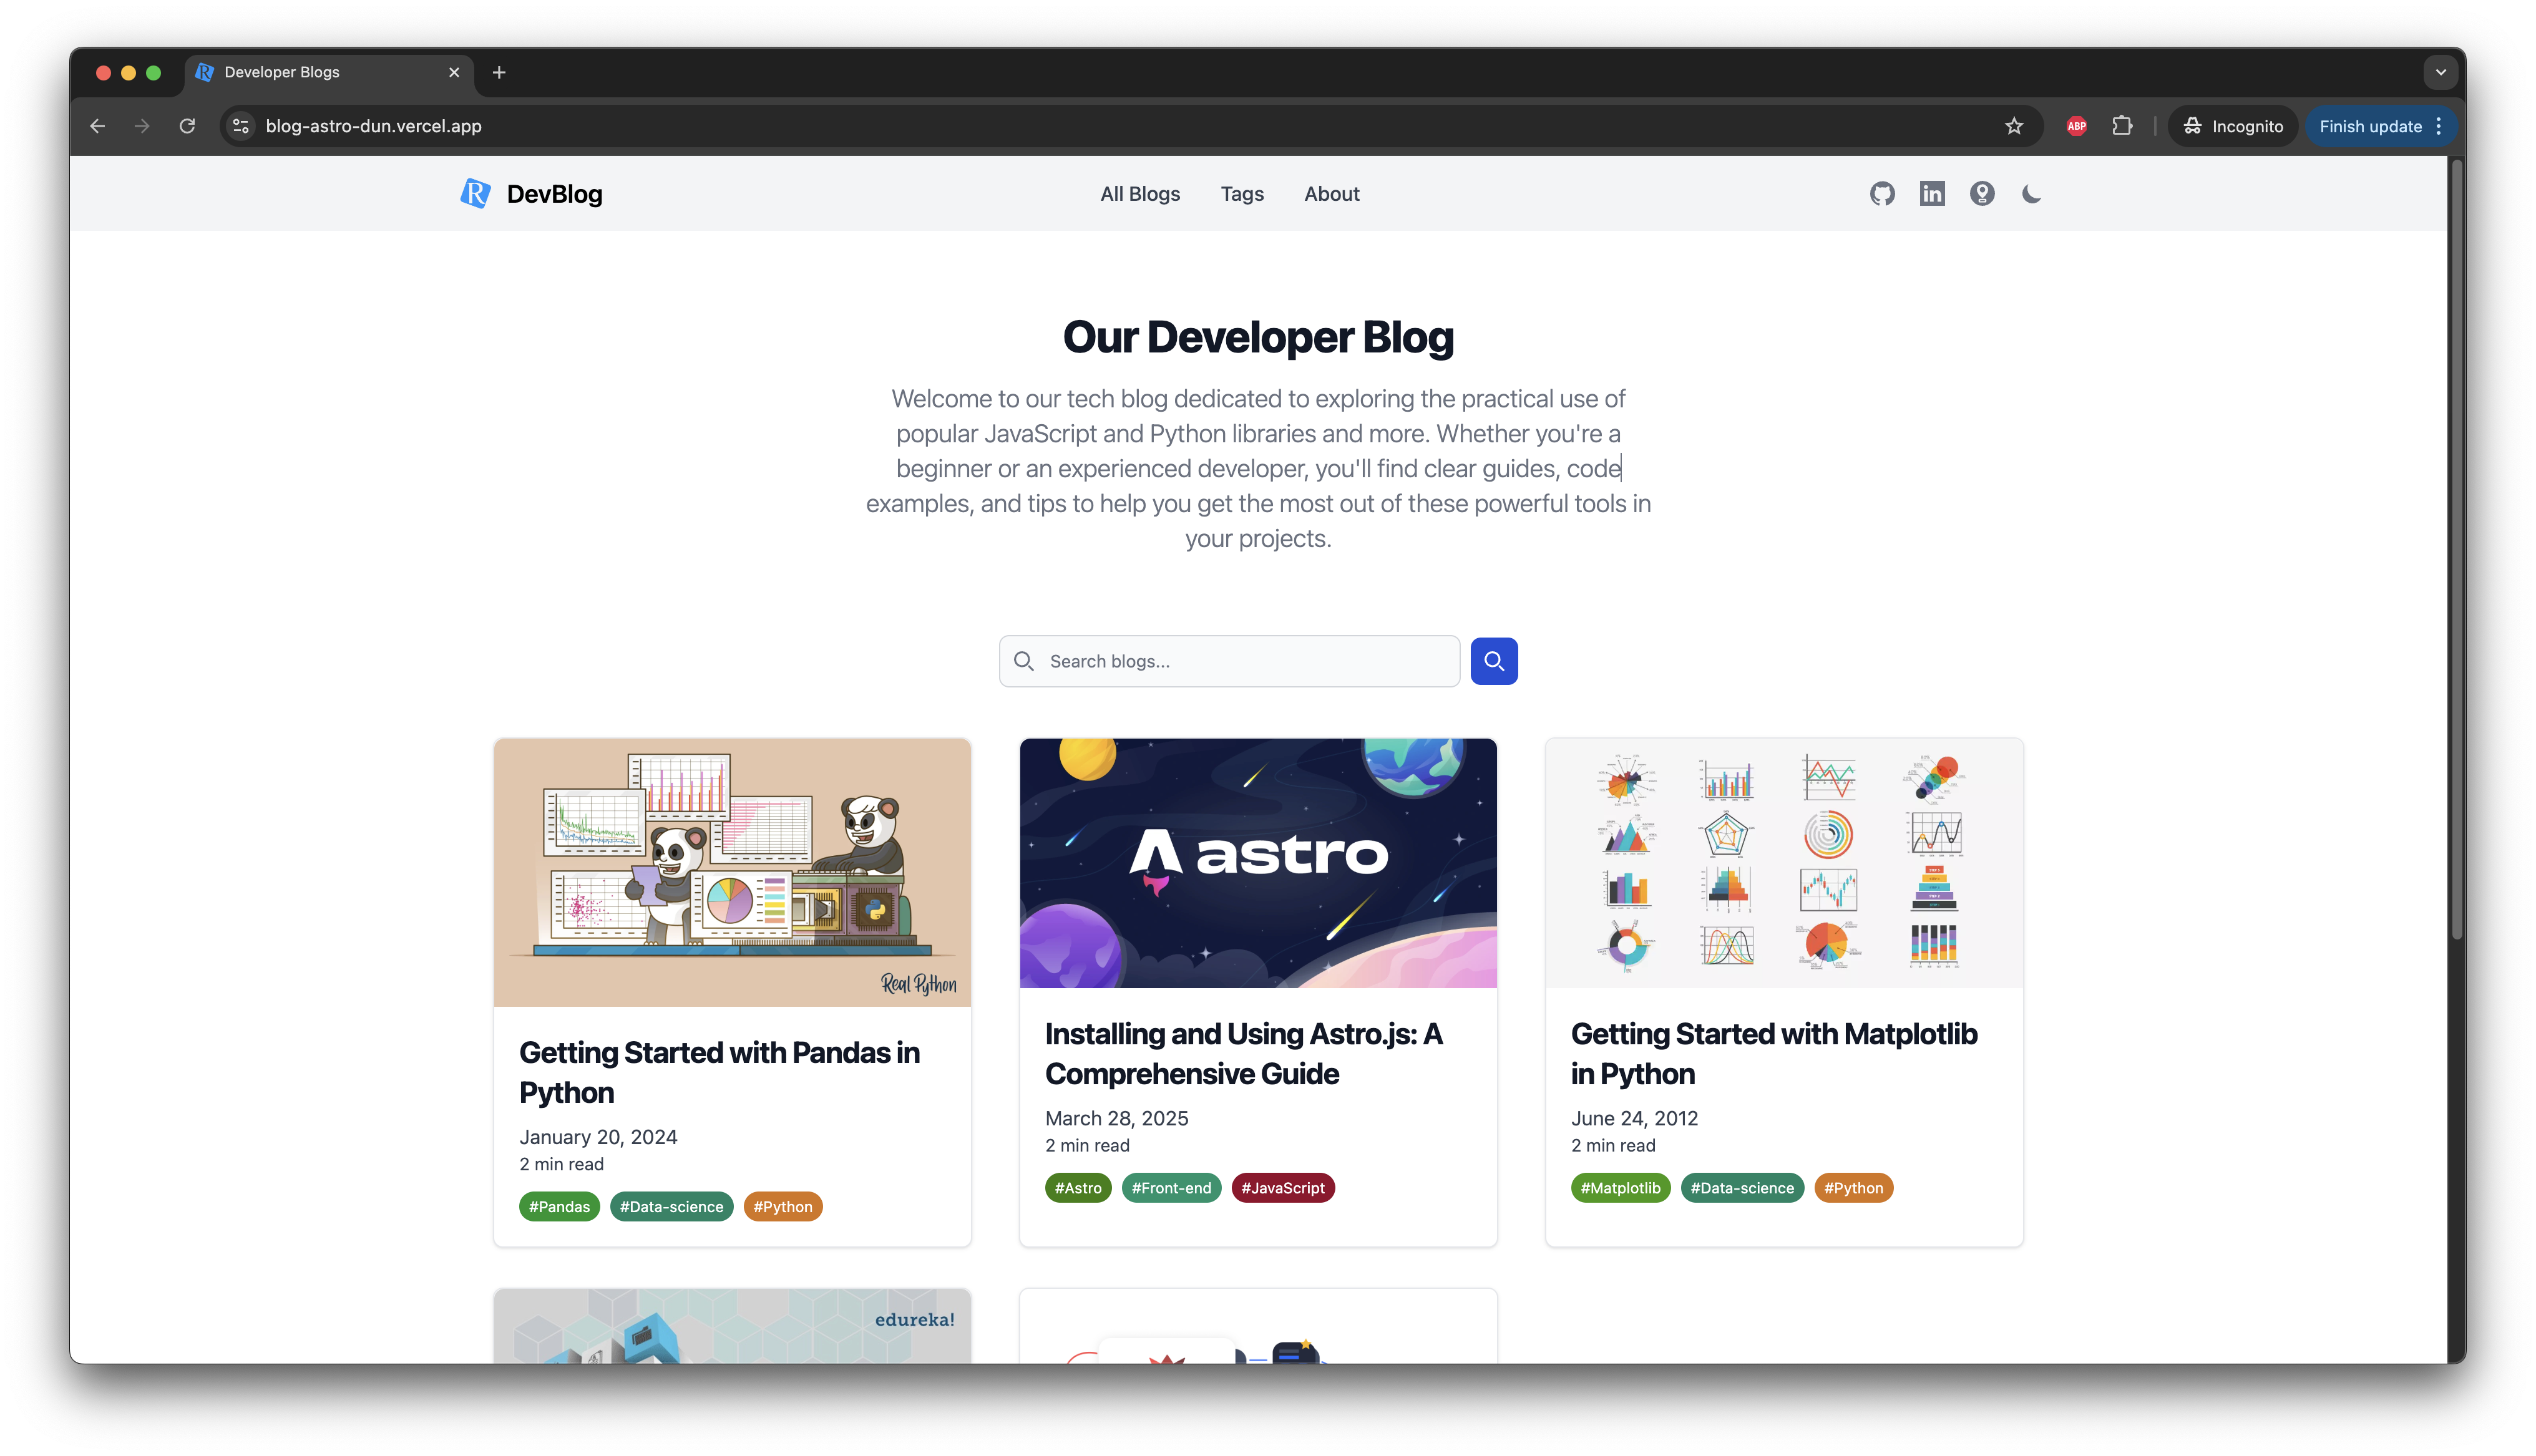 Developer Blogs
blog-astro-dun.vercel.app
ABP
Incognito
Finish update
R
DevBlog
All Blogs
Tags
About
in
Our Developer Blog
Welcome to our tech blog dedicated to exploring the practical use of
popular JavaScript and Python libraries and more. Whether you're a
beginner or an experienced developer, you'll find clear guides, code
examples, and tips to help you get the most out of these powerful tools in
your projects.
Search blogs...
Real Python
Getting Started with Pandas in
Python
January 20, 2024
2 min read
#Pandas #Data-science #Python
astro
Installing and Using Astro.js: A
Comprehensive Guide
March 28, 2025
2 min read
#Astro #Front-end #JavaScript
Getting Started with Matplotlib
in Python
June 24, 2012
2 min read
#Matplotlib #Data-science #Python
edureka!